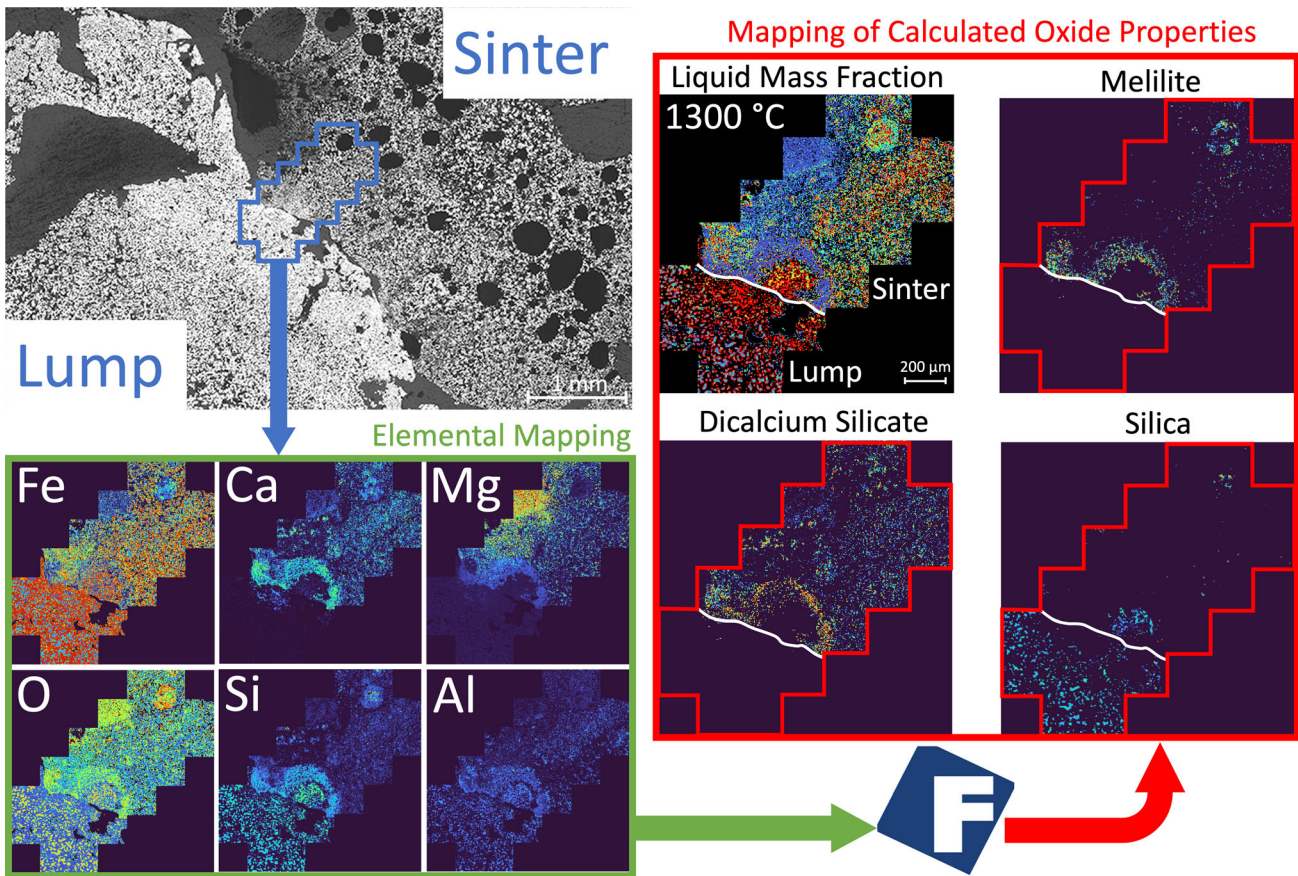 Sinter
Lump
1 mm
Elemental Mapping
Fe
Ca
Mg
O
Si
Al
Mapping of Calculated Oxide Properties
Liquid Mass Fraction
1300 °C
Sinter
Lump
200 µm
Melilite
Dicalcium Silicate
Silica
F